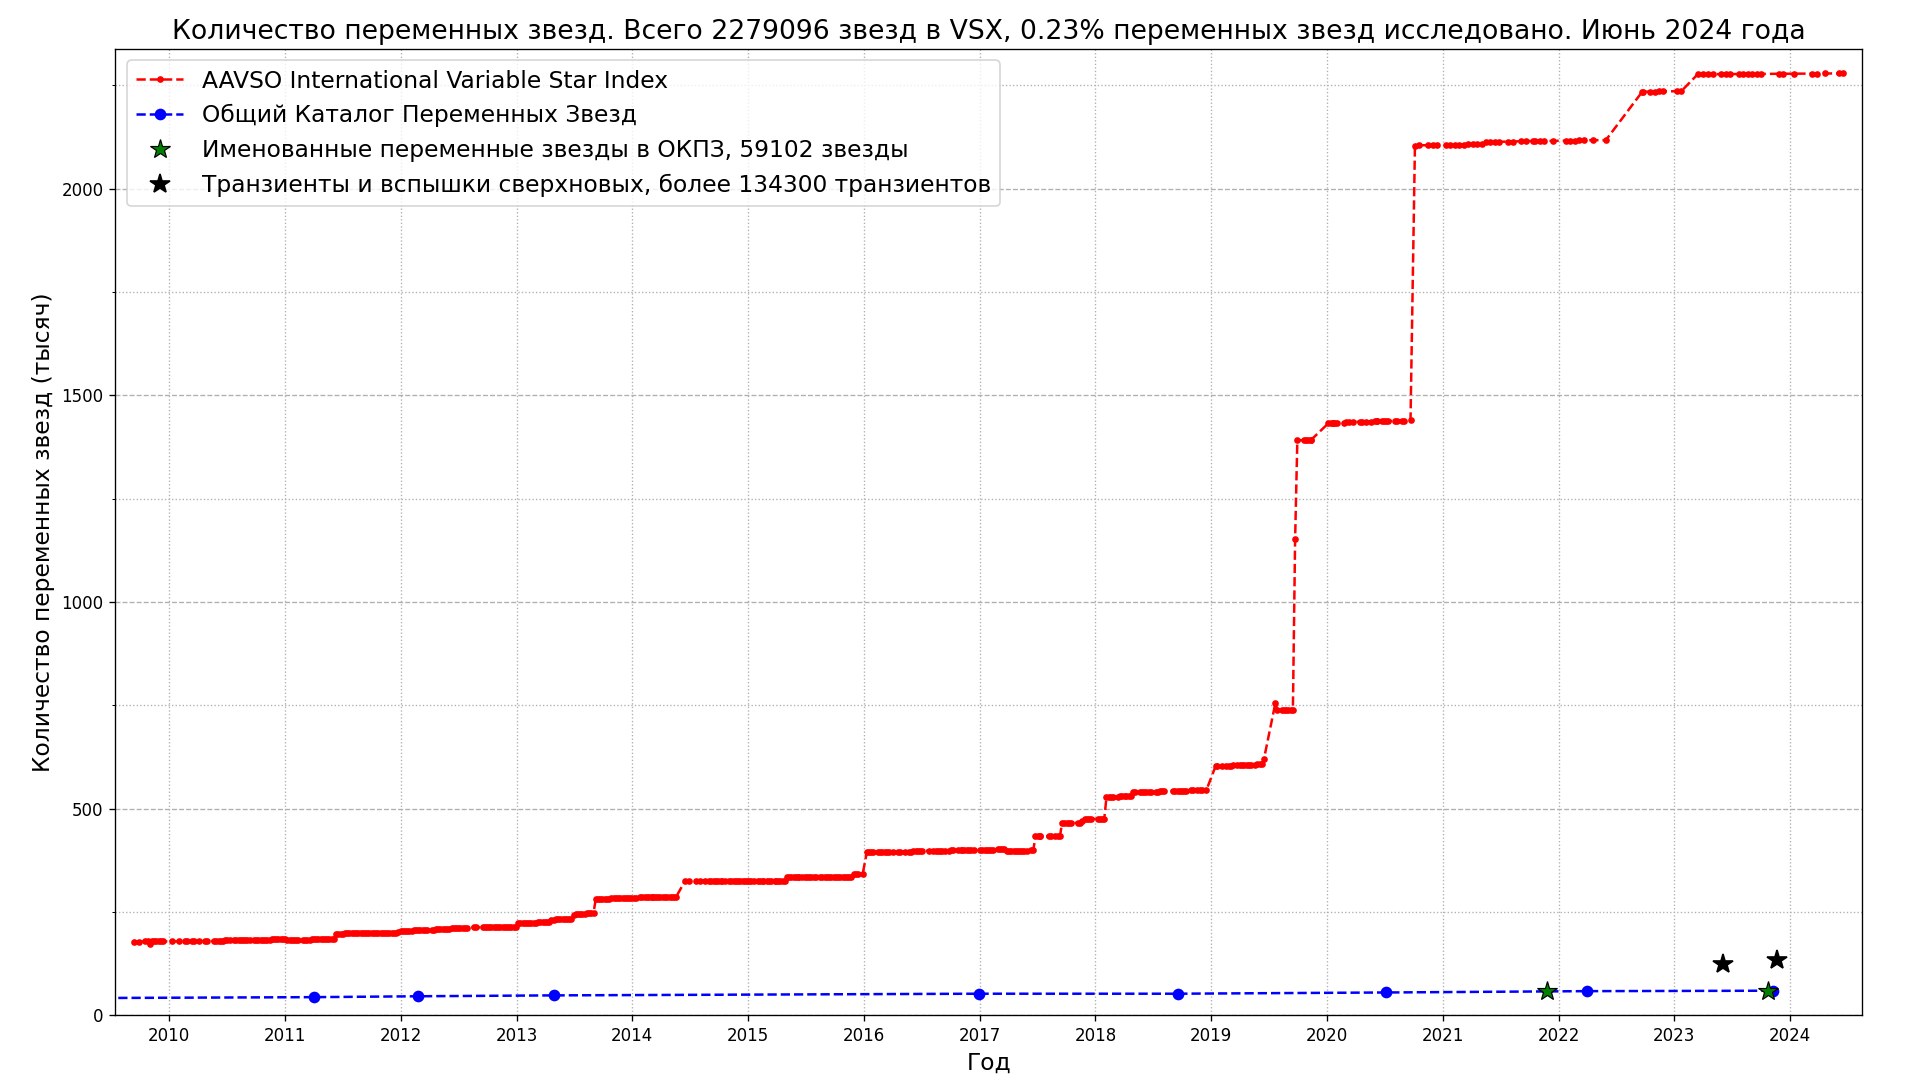 Количество переменных звезд. Всего 2279096 звезд в VSX, 0.23% переменных звезд исследовано. Июнь 2024 года
AAVSO International Variable Star Index
Общий Каталог Переменных Звезд
Именованные переменные звезды в ОКПЗ, 59102 звезды
Транзиенты и вспышки сверхновых, более 134300 транзиентов
Количество переменных звезд (тысяч)
2000
1500
1000
500
0
2010 2011 2012 2013 2014 2015 2016 2017 2018 2019 2020 2021 2022 2023 2024
Год